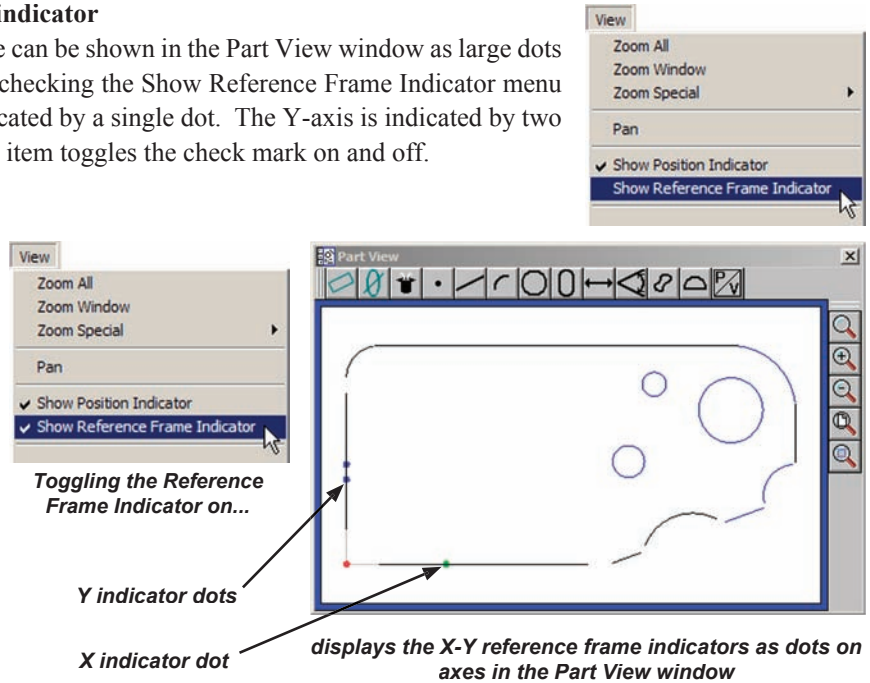 indicator
e can be shown in the Part View window as large dots
checking the Show Reference Frame Indicator menu
cated by a single dot. The Y-axis is indicated by two
item toggles the check mark on and off.
View
Zoom All
Zoom Window
Zoom Special
Pan
Show Position Indicator
Show Reference Frame Indicator
View
Zoom All
Zoom Window
Zoom Special
Pan
Show Position Indicator
Show Reference Frame Indicator
Toggling the Reference
Frame Indicator on...
Part View
P/V
Y indicator dots
X indicator dot
displays the X-Y reference frame indicators as dots on
axes in the Part View window